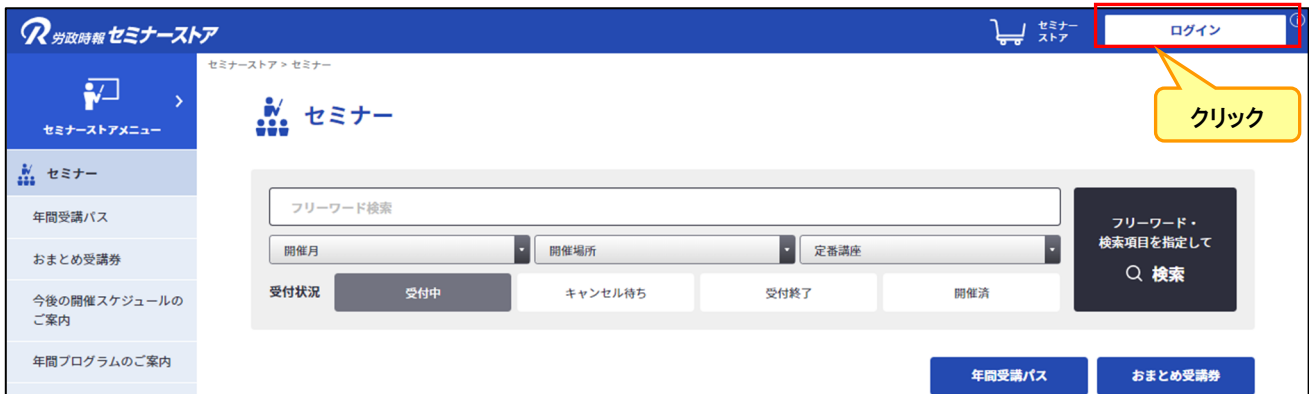 R 労政時報 セミナーストア
セミナー
ストア
ログイン
i
クリック
セミナーストアメニュー
セミナー
年間受講パス
おまとめ受講券
今後の開催スケジュールの
ご案内
年間プログラムのご案内
セミナーストア > セミナー
セミナー
フリーワード検索
開催月
開催場所
定番講座
受付状況
受付中
キャンセル待ち
受付終了
開催済
フリーワード・
検索項目を指定して
検索
年間受講パス
おまとめ受講券